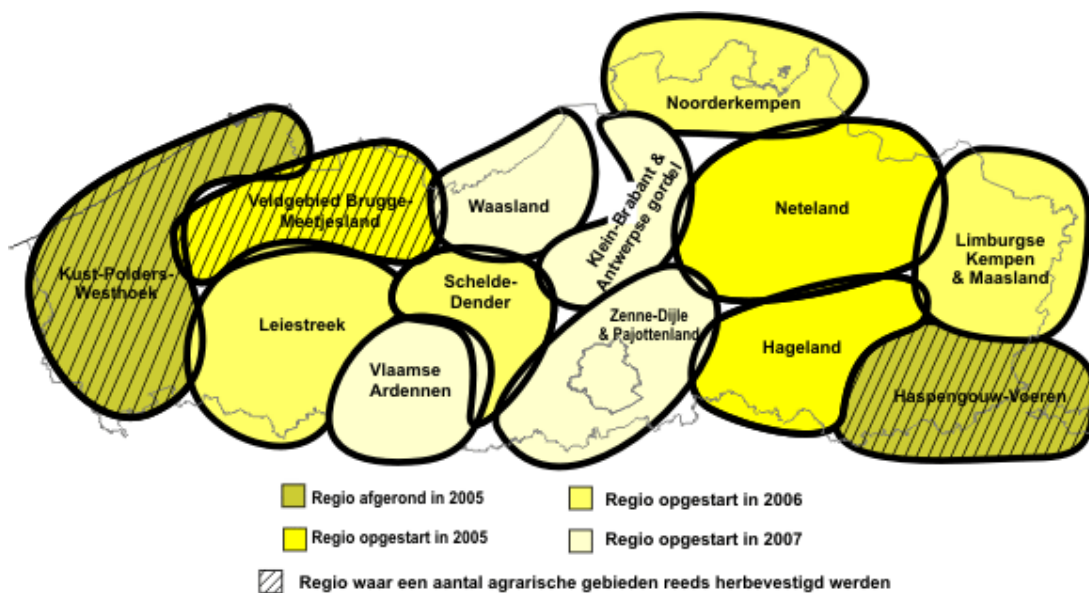 Noorderkempen
Veldgebied Brugge-
Meetjesland
Waasland
Klein-Brabant &
Antwerpse gordel
Neteland
Limburgse
Kempen
& Maasland
Kust-Polders-
Westhoek
Schelde-
Dender
Leiestreek
Zenne-Dijle
& Pajottenland
Hageland
Vlaamse
Ardennen
Haspengouw-Voeren
Regio afgerond in 2005
Regio opgestart in 2006
Regio opgestart in 2005
Regio opgestart in 2007
Regio waar een aantal agrarische gebieden reeds herbevestigd werden